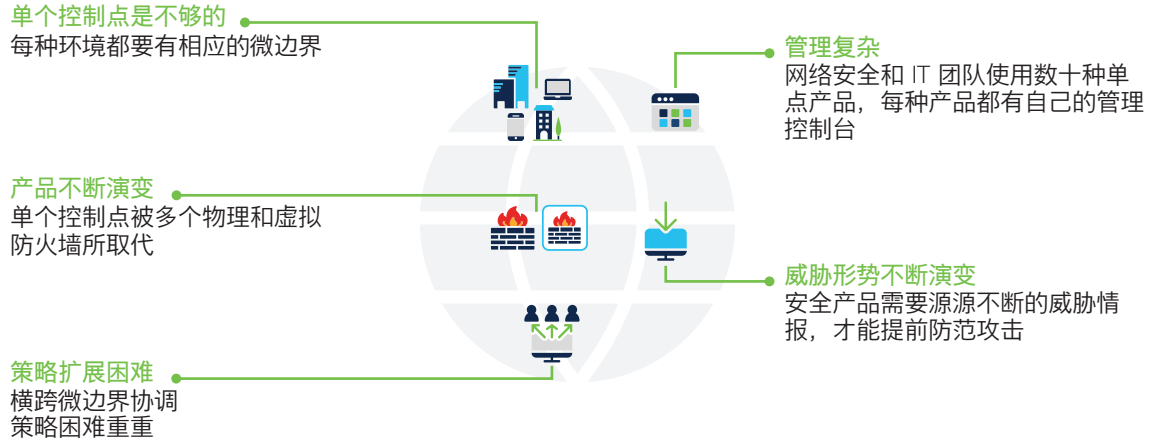 单个控制点是不够的
每种环境都要有相应的微边界
产品不断演变
单个控制点被多个物理和虚拟
防火墙所取代
策略扩展困难
横跨微边界协调
策略困难重重
管理复杂
网络安全和 IT 团队使用数十种单
点产品，每种产品都有自己的管理
控制台
威胁形势不断演变
安全产品需要源源不断的威胁情
报，才能提前防范攻击